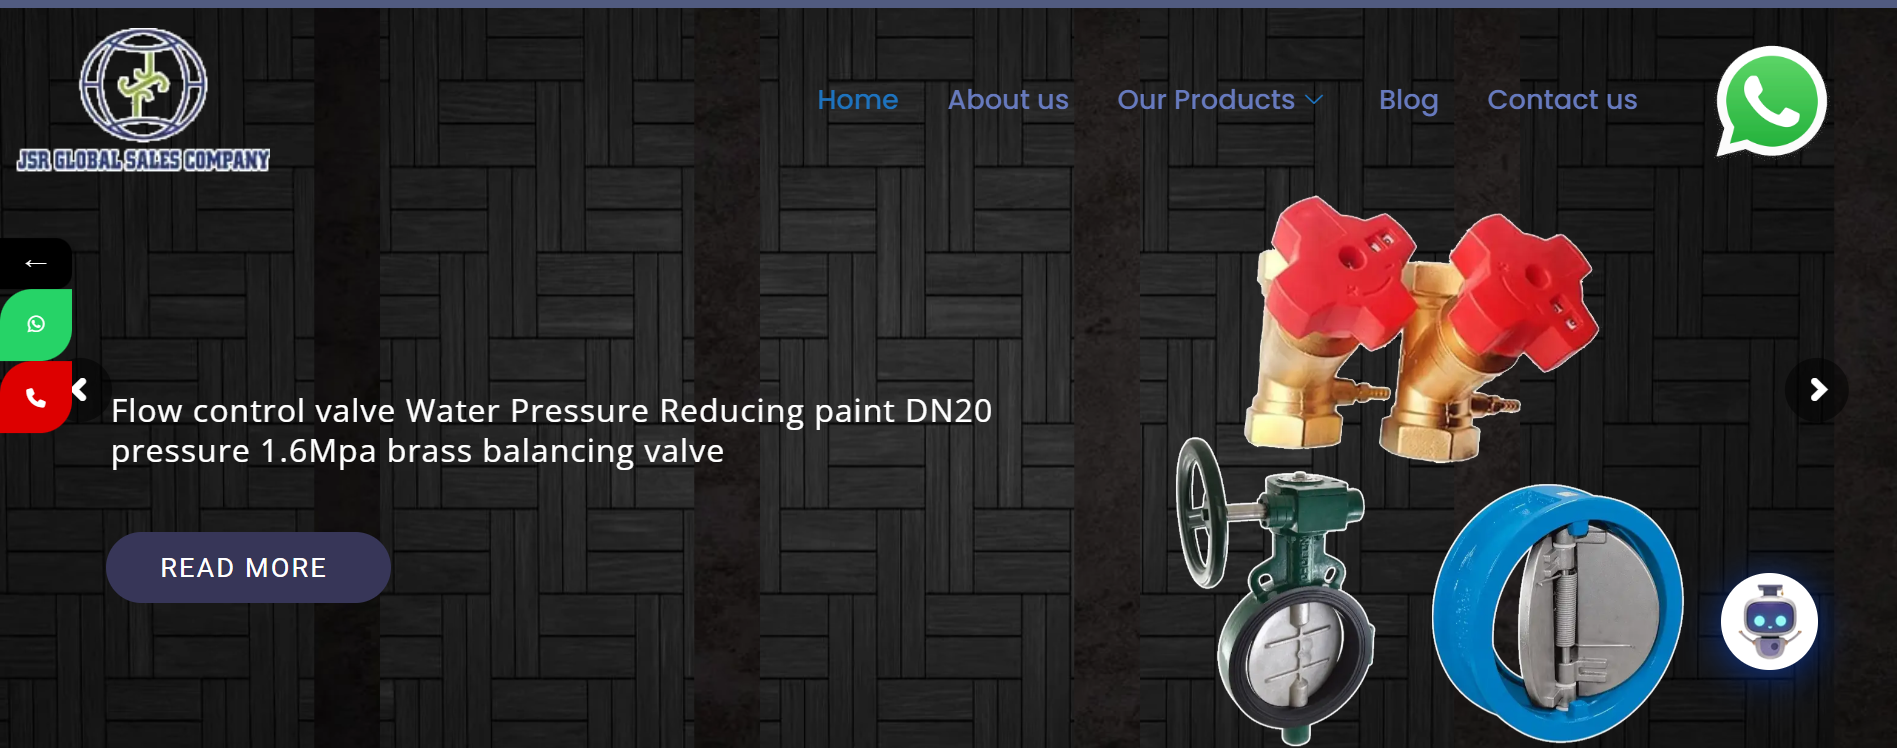 JSR GLOBAL SALES COMPANY
Home About us Our Products Blog Contact us
Flow control valve Water Pressure Reducing paint DN20
pressure 1.6Mpa brass balancing valve
READ MORE